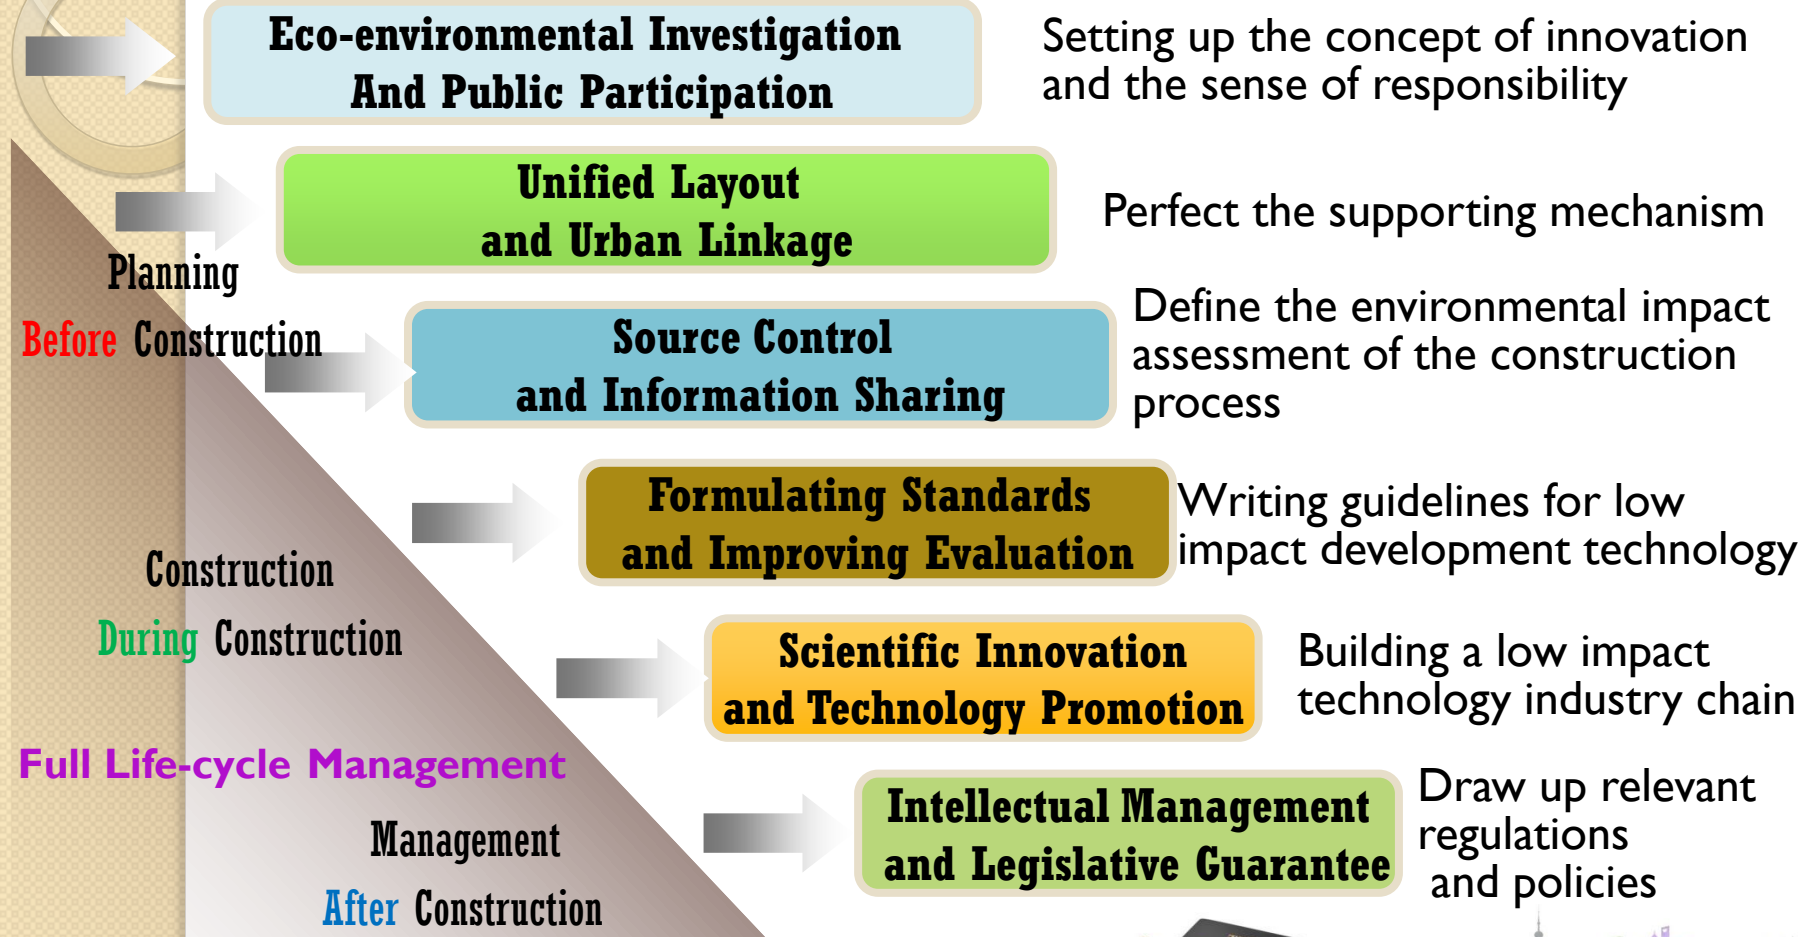 Eco-environmental Investigation
And Public Participation
Setting up the concept of innovation
and the sense of responsibility
Unified Layout
and Urban Linkage
Perfect the supporting mechanism
Planning
Before Construction
Source Control
and Information Sharing
Define the environmental impact
assessment of the construction
process
Formulating Standards
and Improving Evaluation
Writing guidelines for low
impact development technology
Construction
During Construction
Scientific Innovation
and Technology Promotion
Building a low impact
technology industry chain
Full Life-cycle Management
Intellectual Management
and Legislative Guarantee
Draw up relevant
regulations
and policies
Management
After Construction